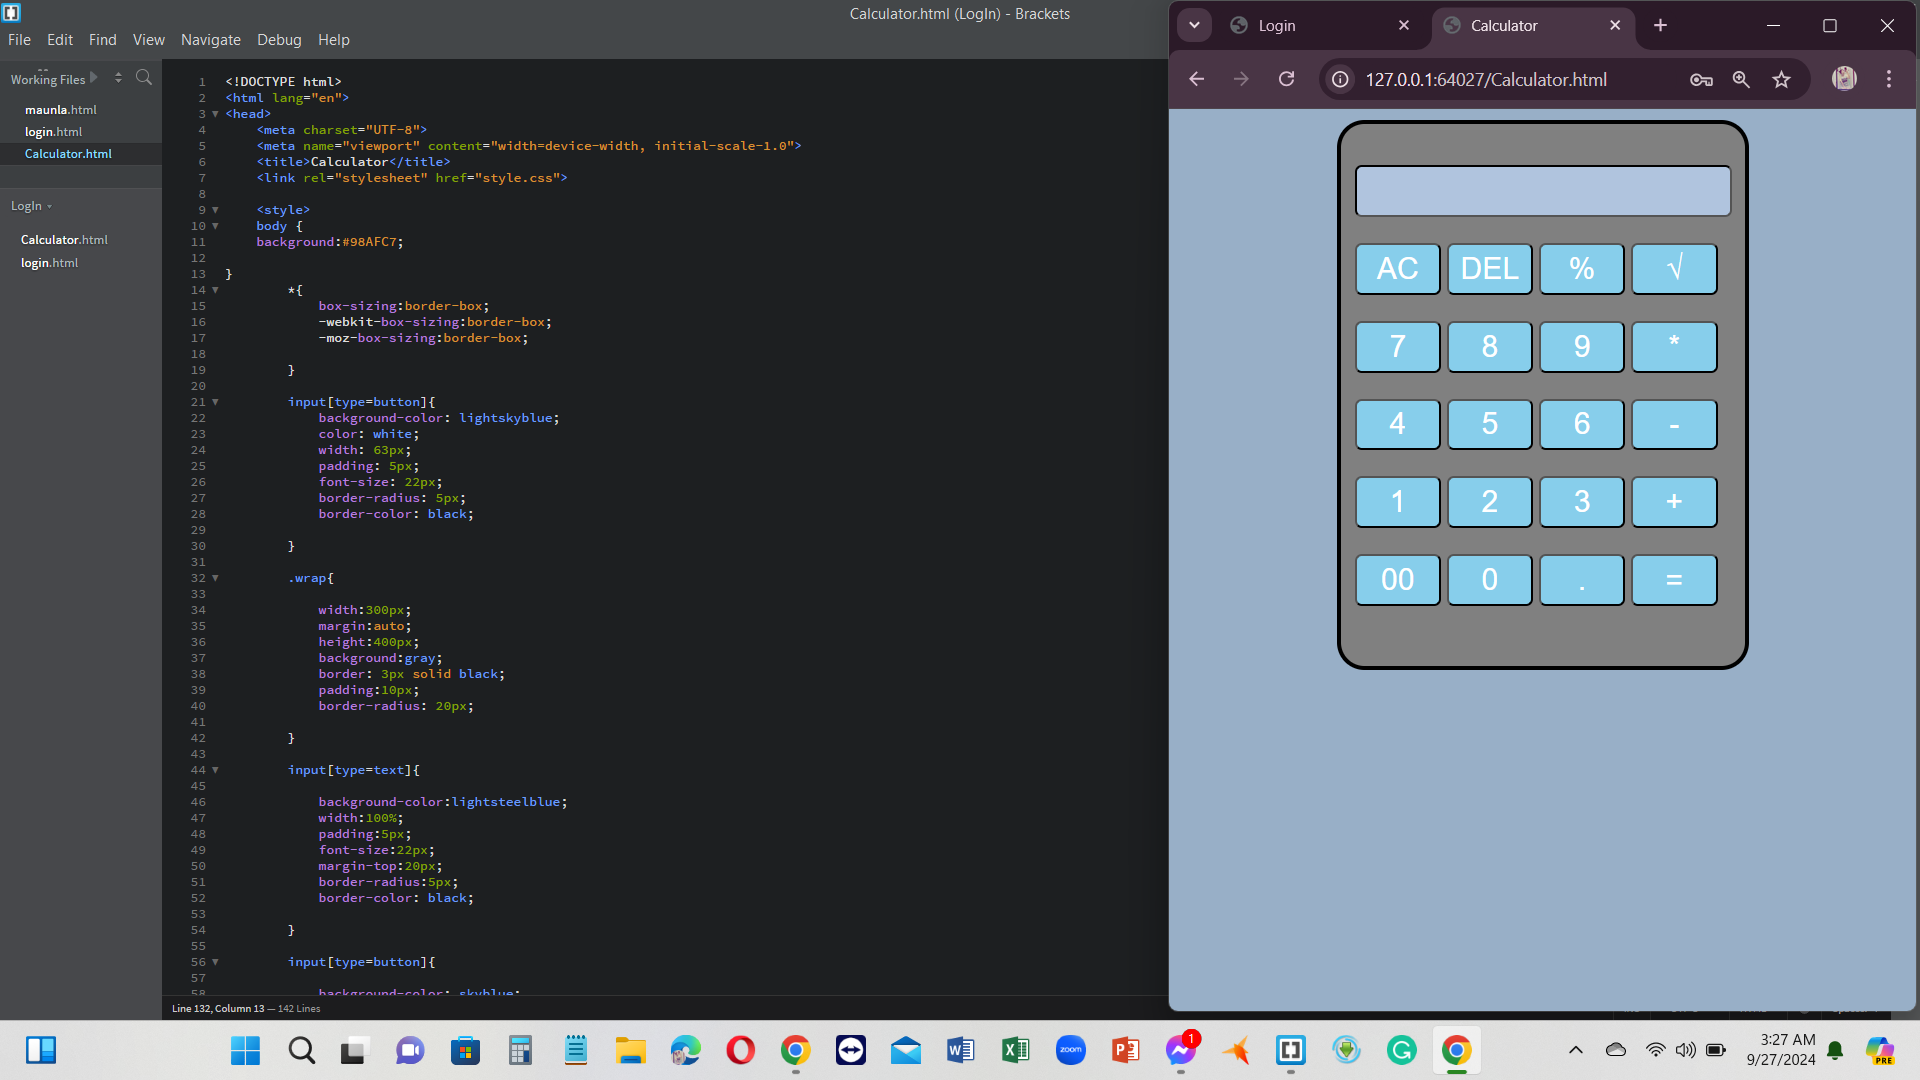 Calculator.html (LogIn) - Brackets
File Edit Find View Navigate Debug Help
Working Files
maunla.html
login.html
Calculator.html
LogIn
Calculator.html
login.html
1 <!DOCTYPE html>
2 <html lang="en">
3 <head>
4 <meta charset="UTF-8">
5 <meta name="viewport" content="width=device-width, initial-scale-1.0">
6 <title>Calculator</title>
7 <link rel="stylesheet" href="style.css">
8
9 <style>
10 body {
11 background:#98AFC7;
12
13 }
14 *{
15 box-sizing:border-box;
16 -webkit-box-sizing:border-box;
17 -moz-box-sizing:border-box;
18
19 }
20
21 input[type=button]{
22 background-color: lightskyblue;
23 color: white;
24 width: 63px;
25 padding: 5px;
26 font-size: 22px;
27 border-radius: 5px;
28 border-color: black;
29
30 }
31
32 .wrap{
33
34 width:300px;
35 margin:auto;
36 height:400px;
37 background:gray;
38 border: 3px solid black;
39 padding:10px;
40 border-radius: 20px;
41
42 }
43
44 input[type=text]{
45
46 background-color:lightsteelblue;
47 width:100%;
48 padding:5px;
49 font-size:22px;
50 margin-top:20px;
51 border-radius:5px;
52 border-color: black;
53
54 }
55
56 input[type=button]{
57
58 background-color: skyblue;
Line 132, Column 13 — 142 Lines
Login Calculator
127.0.0.1:64027/Calculator.html
AC DEL % √
7 8 9 *
4 5 6 -
1 2 3 +
00 0 . =
zoom
1
PRE
3:27 AM
9/27/2024